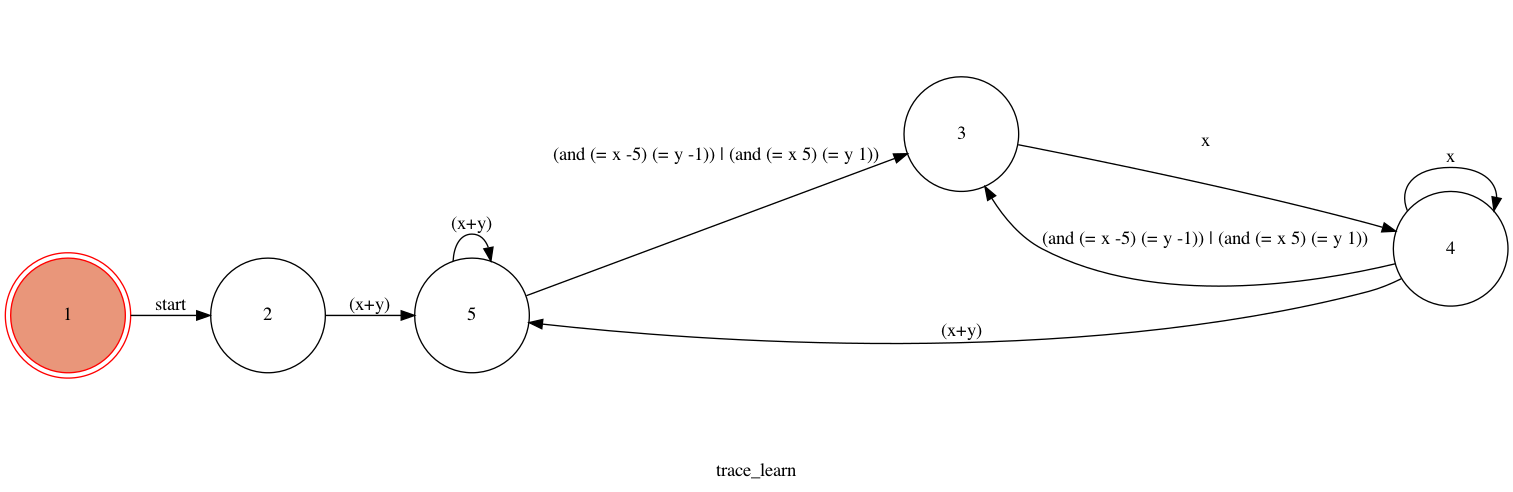 3
x
(and (= x -5) (= y -1)) | (and (= x 5) (= y 1))
x
(x+y)
(and (= x -5) (= y -1)) | (and (= x 5) (= y 1))
4
1
start
2
(x+y)
5
(x+y)
trace_learn